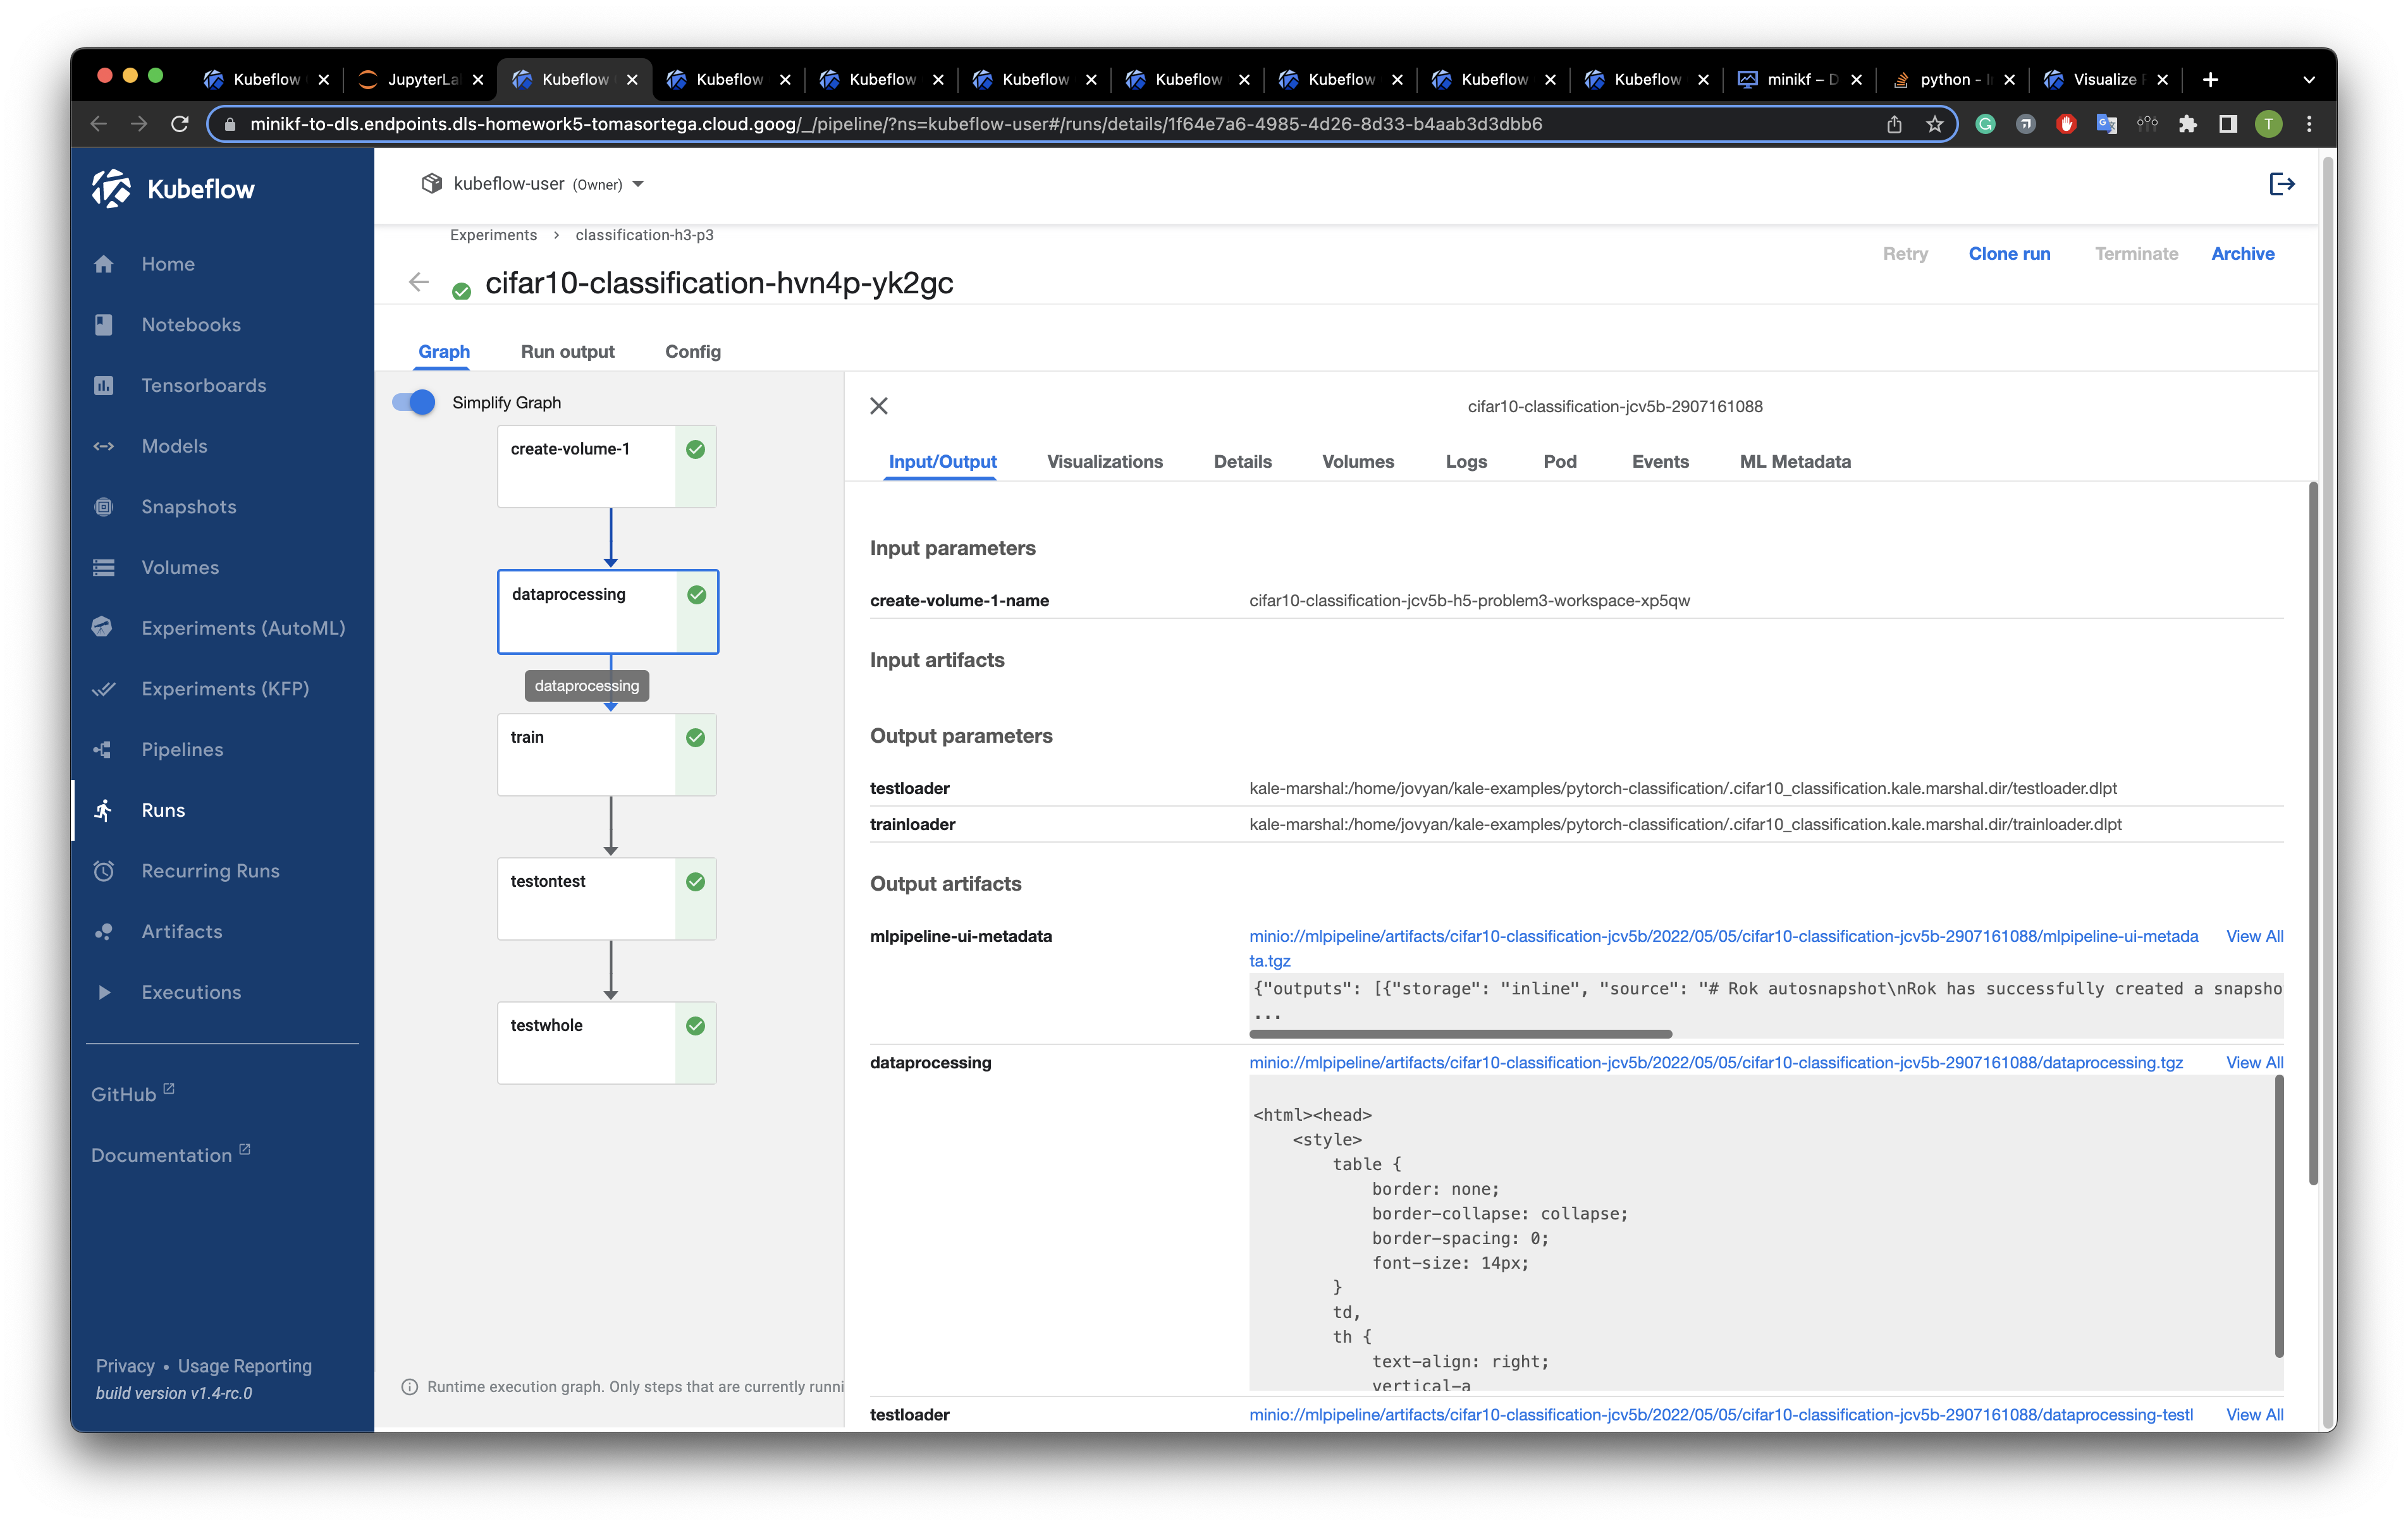 Kubeflow
JupyterLa
Kubeflow
Kubeflow
Kubeflow
Kubeflow
Kubeflow
Kubeflow
Kubeflow
Kubeflow
minikf – D
python - I
Visualize
minikf-to-dls.endpoints.dls-homework5-tomasortega.cloud.goog/_/pipeline/?ns=kubeflow-user#/runs/details/1f64e7a6-4985-4d26-8d33-b4aab3d3dbb6
T
Kubeflow
Home
Notebooks
Tensorboards
Models
Snapshots
Volumes
Experiments (AutoML)
Experiments (KFP)
Pipelines
Runs
Recurring Runs
Artifacts
Executions
GitHub
Documentation
Privacy • Usage Reporting
build version v1.4-rc.0
kubeflow-user (Owner)
Experiments > classification-h3-p3
cifar10-classification-hvn4p-yk2gc
Retry Clone run Terminate Archive
Graph Run output Config
Simplify Graph
create-volume-1
dataprocessing
dataprocessing
train
testontest
testwhole
Runtime execution graph. Only steps that are currently runni
cifar10-classification-jcv5b-2907161088
Input/Output Visualizations Details Volumes Logs Pod Events ML Metadata
Input parameters
create-volume-1-name cifar10-classification-jcv5b-h5-problem3-workspace-xp5qw
Input artifacts
Output parameters
testloader kale-marshal:/home/jovyan/kale-examples/pytorch-classification/.cifar10_classification.kale.marshal.dir/testloader.dlpt
trainloader kale-marshal:/home/jovyan/kale-examples/pytorch-classification/.cifar10_classification.kale.marshal.dir/trainloader.dlpt
Output artifacts
mlpipeline-ui-metadata minio://mlpipeline/artifacts/cifar10-classification-jcv5b/2022/05/05/cifar10-classification-jcv5b-2907161088/mlpipeline-ui-metada View All
ta.tgz
{"outputs": [{"storage": "inline", "source": "# Rok autosnapshot\nRok has successfully created a snapsho
...
dataprocessing minio://mlpipeline/artifacts/cifar10-classification-jcv5b/2022/05/05/cifar10-classification-jcv5b-2907161088/dataprocessing.tgz View All
<html><head>
<style>
table {
border: none;
border-collapse: collapse;
border-spacing: 0;
font-size: 14px;
}
td,
th {
text-align: right;
vertical-a
testloader minio://mlpipeline/artifacts/cifar10-classification-jcv5b/2022/05/05/cifar10-classification-jcv5b-2907161088/dataprocessing-testl View All